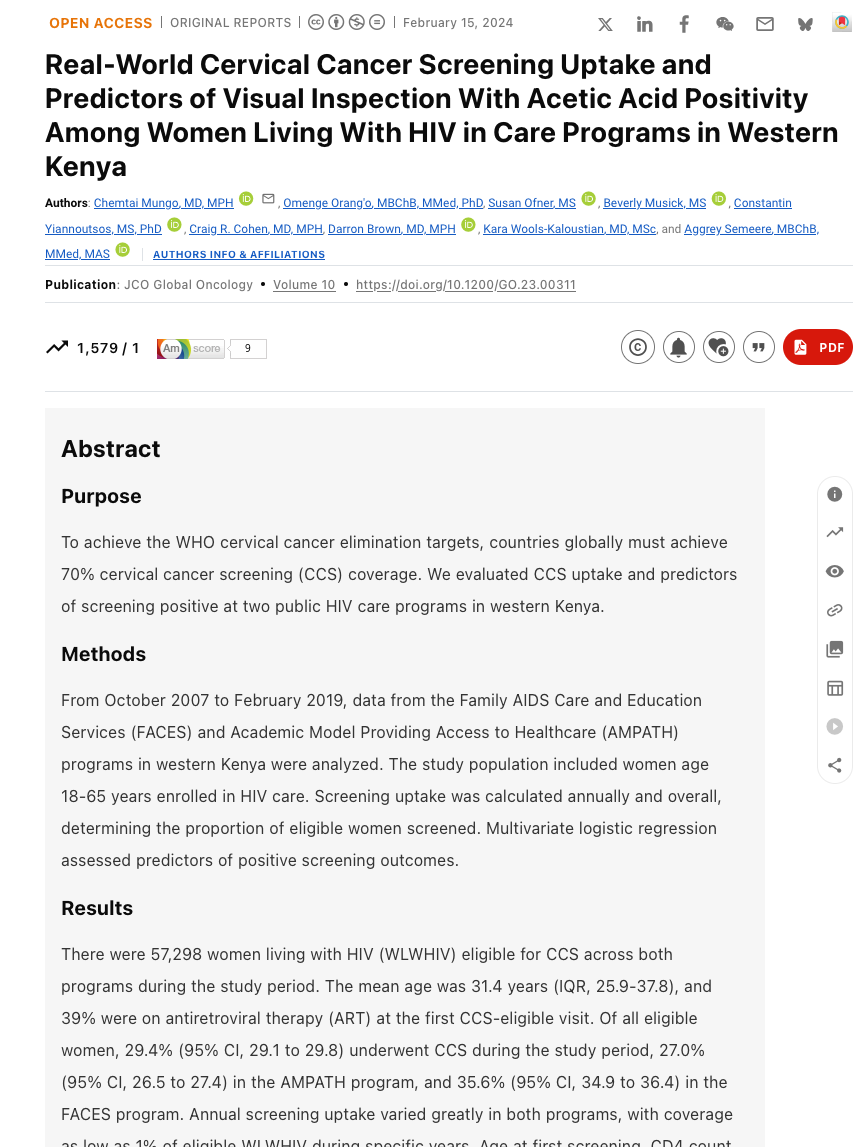 OPEN ACCESS | ORIGINAL REPORTS | February 15, 2024
Real-World Cervical Cancer Screening Uptake and
Predictors of Visual Inspection With Acetic Acid Positivity
Among Women Living With HIV in Care Programs in Western
Kenya
Authors: Chemtai Mungo, MD, MPH, Omenge Orang'o, MBChB, MMed, PhD, Susan Ofner, MS, Beverly Musick, MS, Constantin
Yiannoutsos, MS, PhD, Craig R. Cohen, MD, MPH, Darron Brown, MD, MPH, Kara Wools-Kaloustian, MD, MSc, and Aggrey Semeere, MBChB,
MMed, MAS | AUTHORS INFO & AFFILIATIONS
Publication: JCO Global Oncology • Volume 10 • https://doi.org/10.1200/GO.23.00311
1,579 / 1 Am score 9 PDF
Abstract
Purpose
To achieve the WHO cervical cancer elimination targets, countries globally must achieve
70% cervical cancer screening (CCS) coverage. We evaluated CCS uptake and predictors
of screening positive at two public HIV care programs in western Kenya.
Methods
From October 2007 to February 2019, data from the Family AIDS Care and Education
Services (FACES) and Academic Model Providing Access to Healthcare (AMPATH)
programs in western Kenya were analyzed. The study population included women age
18-65 years enrolled in HIV care. Screening uptake was calculated annually and overall,
determining the proportion of eligible women screened. Multivariate logistic regression
assessed predictors of positive screening outcomes.
Results
There were 57,298 women living with HIV (WLWHIV) eligible for CCS across both
programs during the study period. The mean age was 31.4 years (IQR, 25.9-37.8), and
39% were on antiretroviral therapy (ART) at the first CCS-eligible visit. Of all eligible
women, 29.4% (95% CI, 29.1 to 29.8) underwent CCS during the study period, 27.0%
(95% CI, 26.5 to 27.4) in the AMPATH program, and 35.6% (95% CI, 34.9 to 36.4) in the
FACES program. Annual screening uptake varied greatly in both programs, with coverage
as low as 1% of eligible WLWHIV during specific years. Age at first screening, CD4 count